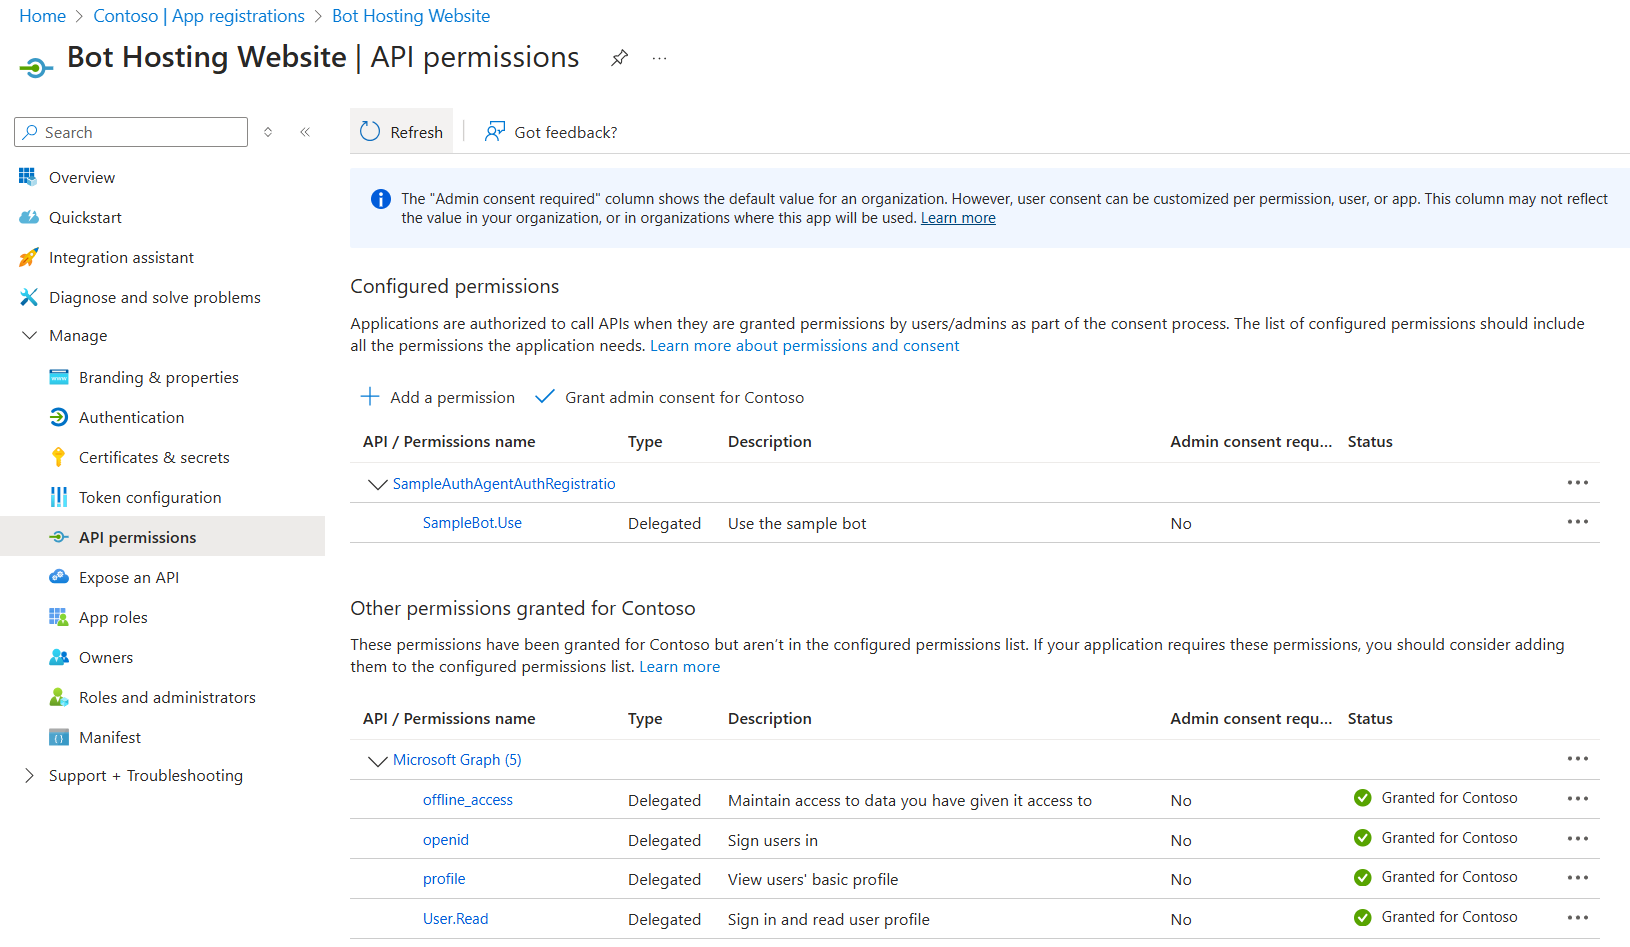 Home > Contoso | App registrations > Bot Hosting Website
Bot Hosting Website | API permissions ...
Search
Refresh
Got feedback?
Overview
Quickstart
Integration assistant
Diagnose and solve problems
Manage
Branding & properties
Authentication
Certificates & secrets
Token configuration
API permissions
Expose an API
App roles
Owners
Roles and administrators
Manifest
Support + Troubleshooting
The "Admin consent required" column shows the default value for an organization. However, user consent can be customized per permission, user, or app. This column may not reflect
the value in your organization, or in organizations where this app will be used. Learn more
Configured permissions
Applications are authorized to call APIs when they are granted permissions by users/admins as part of the consent process. The list of configured permissions should include
all the permissions the application needs. Learn more about permissions and consent
Add a permission
Grant admin consent for Contoso
API / Permissions name Type Description Admin consent requ... Status
SampleAuthAgentAuthRegistratio
SampleBot.Use Delegated Use the sample bot No
Other permissions granted for Contoso
These permissions have been granted for Contoso but aren't in the configured permissions list. If your application requires these permissions, you should consider adding
them to the configured permissions list. Learn more
API / Permissions name Type Description Admin consent requ... Status
Microsoft Graph (5)
offline_access Delegated Maintain access to data you have given it access to No Granted for Contoso
openid Delegated Sign users in No Granted for Contoso
profile Delegated View users' basic profile No Granted for Contoso
User.Read Delegated Sign in and read user profile No Granted for Contoso